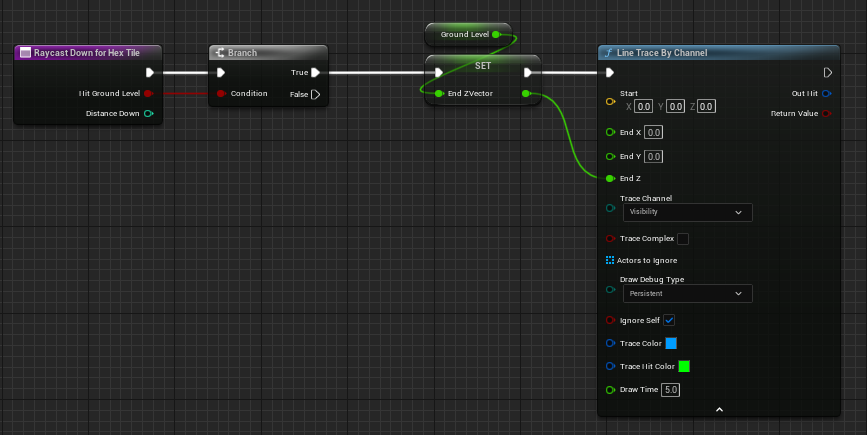 Raycast Down for Hex Tile
Hit Ground Level
Distance Down
Branch
Condition
True
False
Ground Level
SET
End ZVector
Line Trace By Channel
Start
X 0.0 Y 0.0 Z 0.0
End X 0.0
End Y 0.0
End Z
Trace Channel
Visibility
Trace Complex
Actors to Ignore
Draw Debug Type
Persistent
Ignore Self
Trace Color
Trace Hit Color
Draw Time 5.0
Out Hit
Return Value